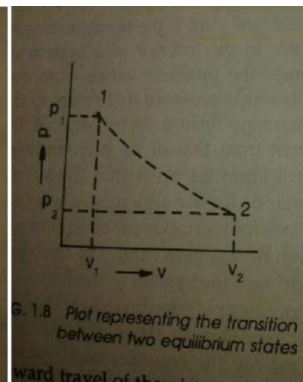 1
P₁
p
P₂
2
V₁
V
V₂
G. 1.8 Plot representing the transition
between two equilibrium states
ward travel of the